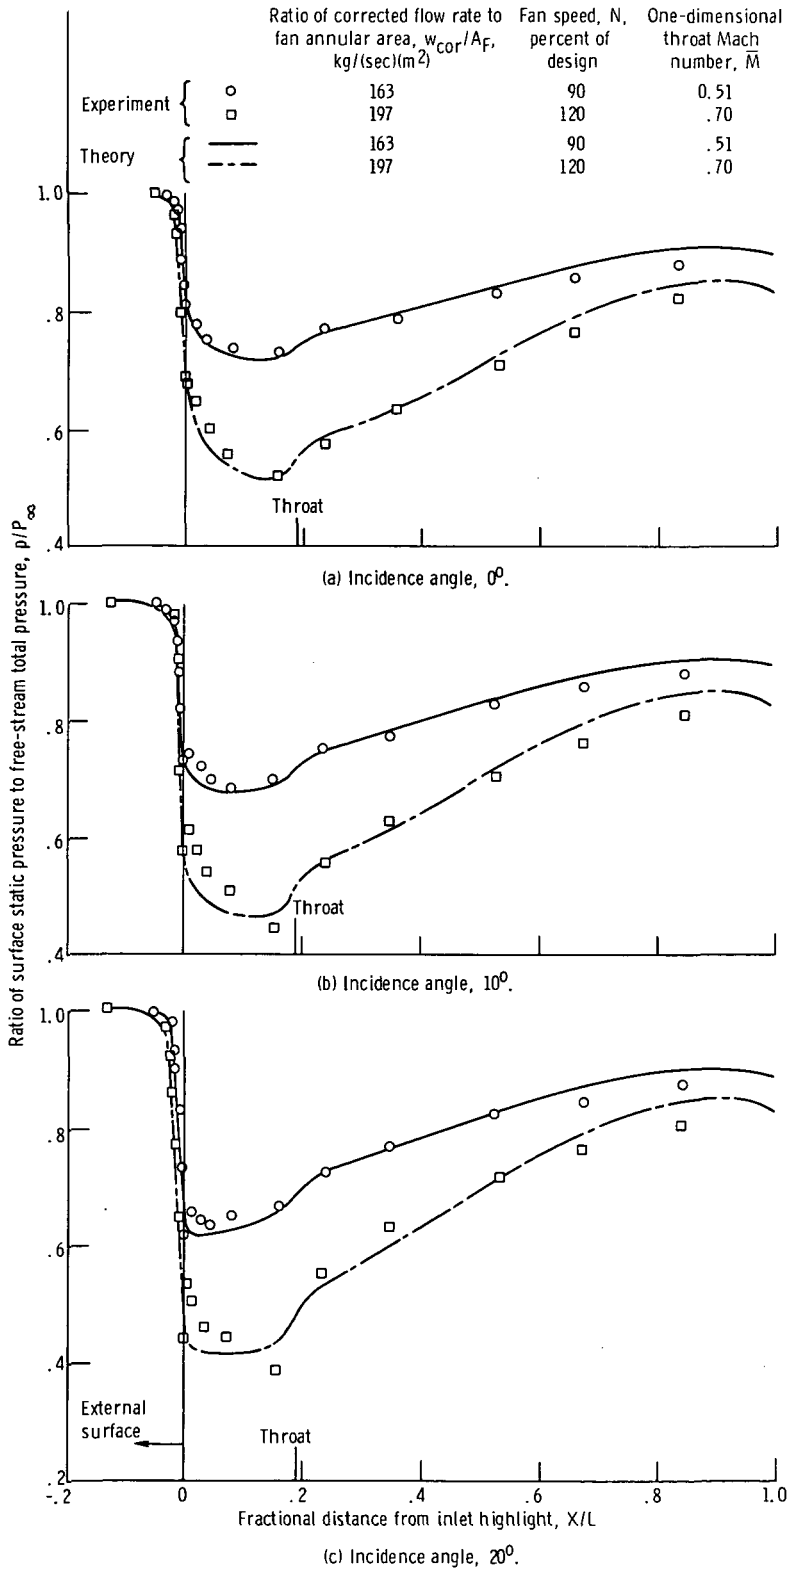 Ratio of corrected flow rate to fan annular area, w_cor/A_F, kg/(sec)(m²)
Fan speed, N, percent of design
One-dimensional throat Mach number, M̅
Experiment
○ 163 90 0.51
□ 197 120 .70
Theory
163 90 .51
197 120 .70
1.0
.8
.6
.4
Throat
(a) Incidence angle, 0⁰.
Ratio of surface static pressure to free-stream total pressure, p/P∞
1.0
.8
.6
.4
Throat
(b) Incidence angle, 10⁰.
1.0
.8
.6
.4
.2
External
surface
Throat
-.2 0 .2 .4 .6 .8 1.0
Fractional distance from inlet highlight, X/L
(c) Incidence angle, 20⁰.